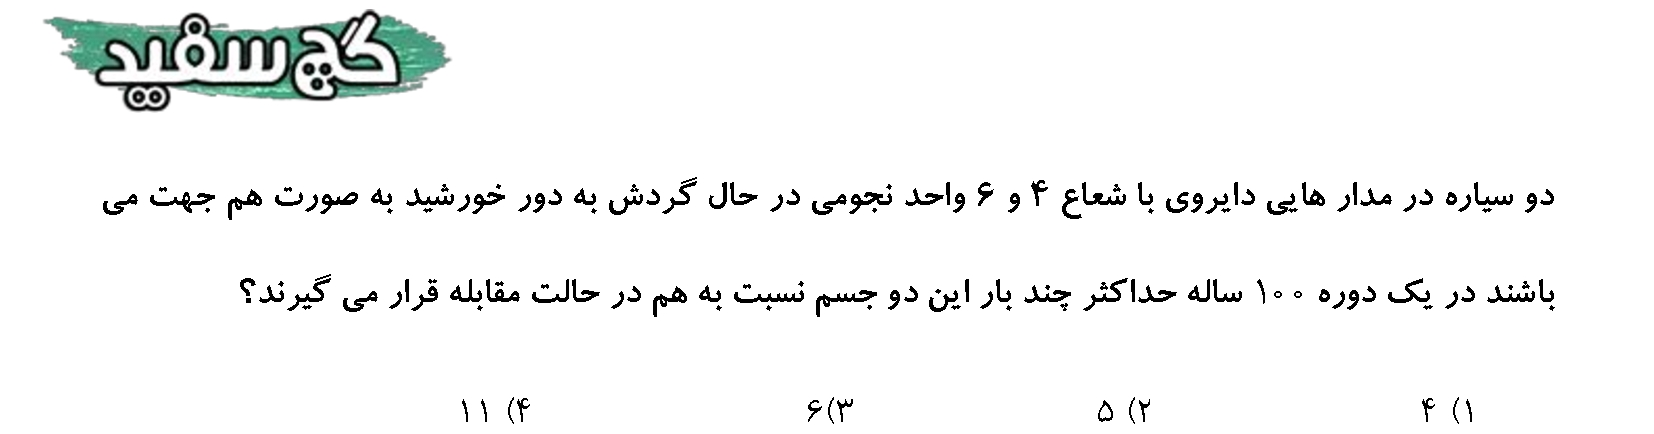 گچ سفید
دو سیاره در مدار هایی دایروی با شعاع ۴ و ۶ واحد نجومی در حال گردش به دور خورشید به صورت هم جهت می
باشند در یک دوره ۱۰۰ ساله حداکثر چند بار این دو جسم نسبت به هم در حالت مقابله قرار می گیرند؟
۱) ۴ ۲) ۵ ۳)۶ ۴) ۱۱